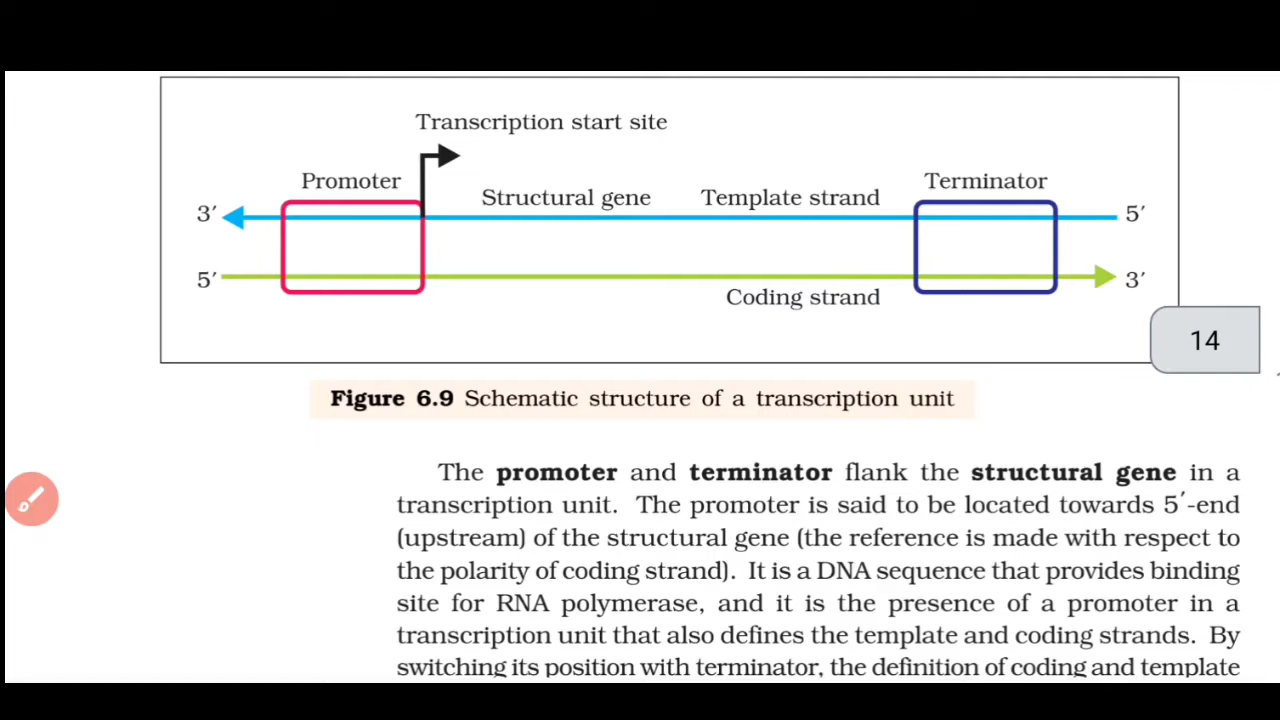 Transcription start site
Promoter
Structural gene
Template strand
Terminator
3′
5′
5′
3′
Coding strand
14
Figure 6.9 Schematic structure of a transcription unit
The promoter and terminator flank the structural gene in a
transcription unit. The promoter is said to be located towards 5′-end
(upstream) of the structural gene (the reference is made with respect to
the polarity of coding strand). It is a DNA sequence that provides binding
site for RNA polymerase, and it is the presence of a promoter in a
transcription unit that also defines the template and coding strands. By
switching its position with terminator, the definition of coding and template